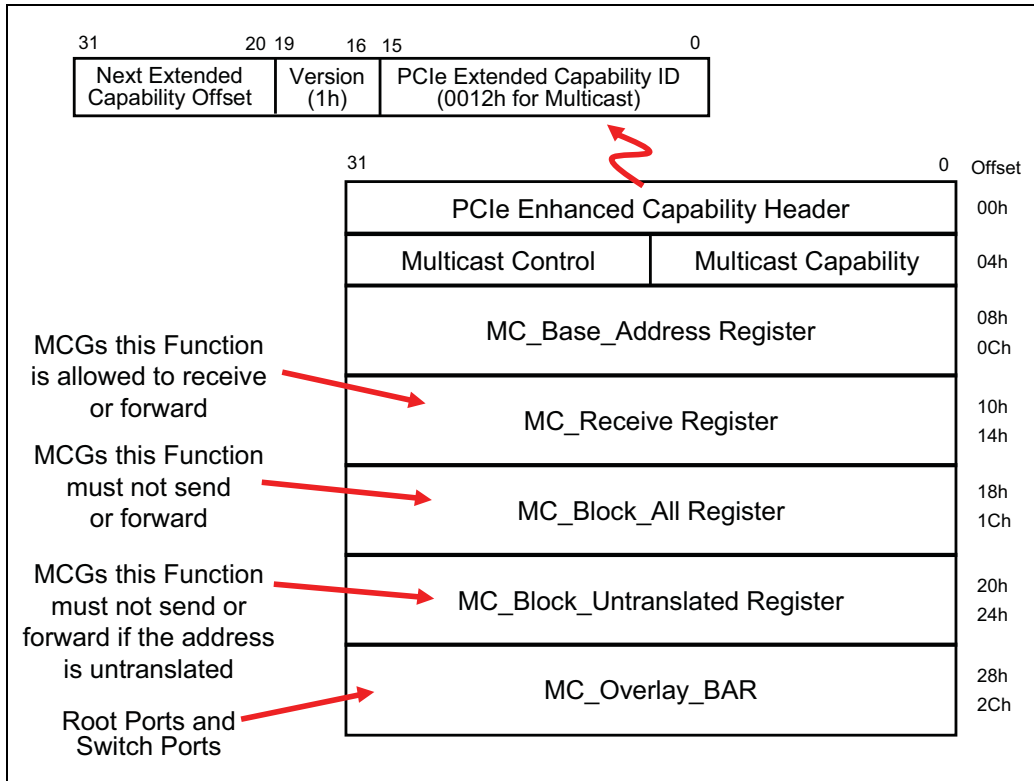 31 20 19 16 15 0
Next Extended Capability Offset
Version (1h)
PCIe Extended Capability ID (0012h for Multicast)
31 0 Offset
PCIe Enhanced Capability Header 00h
Multicast Control Multicast Capability 04h
MC_Base_Address Register 08h
0Ch
MCGs this Function
is allowed to receive
or forward
MC_Receive Register 10h
14h
MCGs this Function
must not send
or forward
MC_Block_All Register 18h
1Ch
MCGs this Function
must not send or
forward if the address
is untranslated
MC_Block_Untranslated Register 20h
24h
MC_Overlay_BAR 28h
2Ch
Root Ports and
Switch Ports